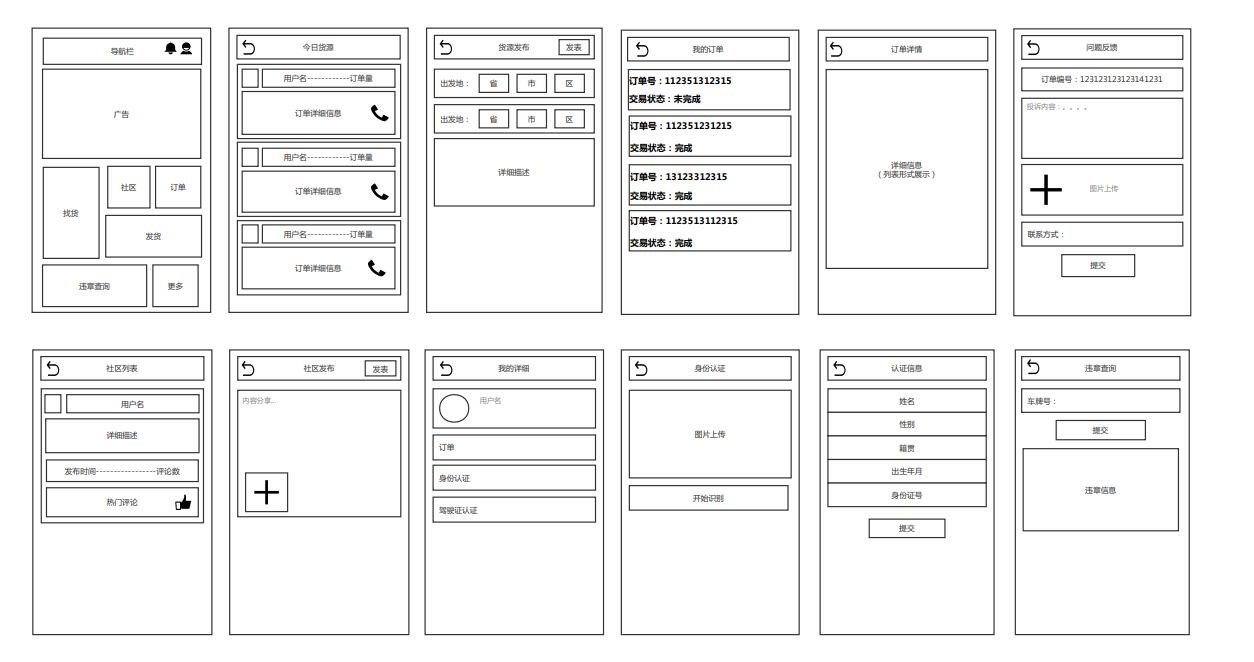 导航栏
广告
找货
社区
订单
发货
违章查询
更多
今日货源
用户名------------订单量
订单详细信息
用户名------------订单量
订单详细信息
用户名------------订单量
订单详细信息
货源发布
发表
出发地：
省
市
区
出发地：
省
市
区
详细描述
我的订单
订单号：112351312315
交易状态：未完成
订单号：112351231215
交易状态：完成
订单号：13123312315
交易状态：完成
订单号：1123513112315
交易状态：完成
订单详情
详细信息
（列表形式展示）
问题反馈
订单编号：123123123123141231
投诉内容：。。。。
图片上传
联系方式：
提交
社区列表
用户名
详细描述
发布时间-----------------评论数
热门评论
社区发布
发表
内容分享...
我的详细
用户名
订单
身份认证
驾驶证认证
身份认证
图片上传
开始识别
认证信息
姓名
性别
籍贯
出生年月
身份证号
提交
违章查询
车牌号：
提交
违章信息